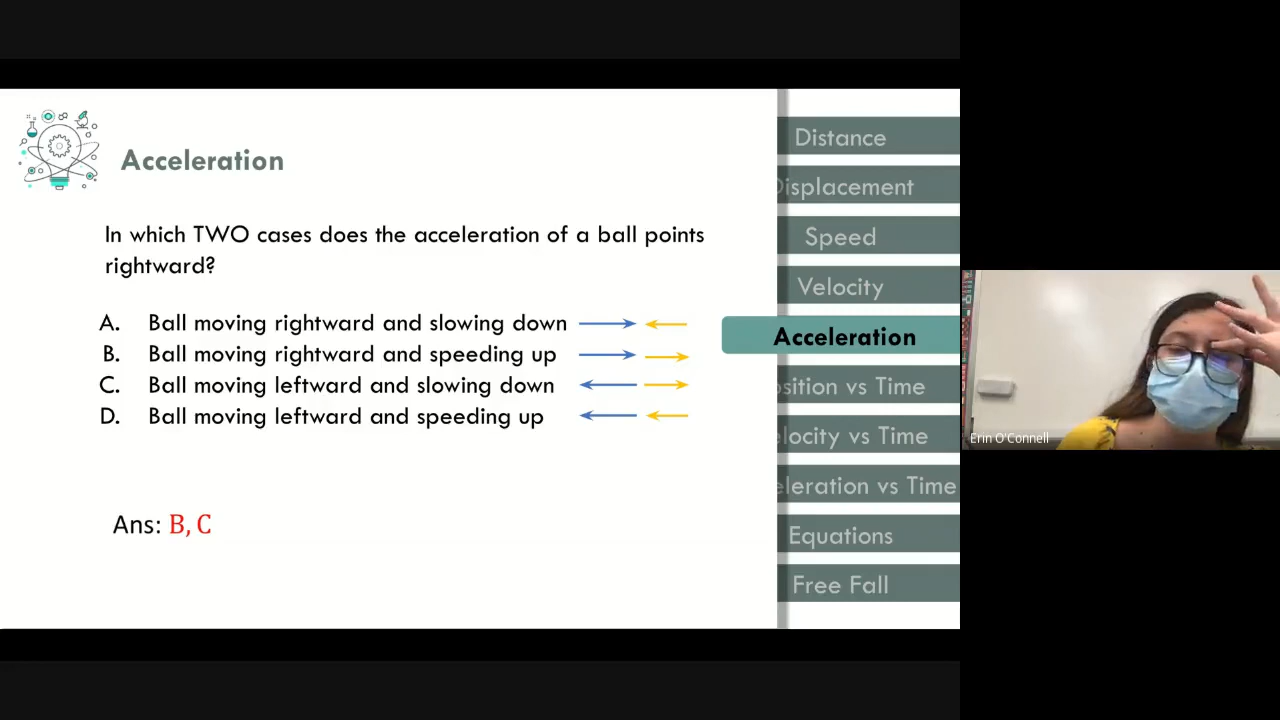 Acceleration
In which TWO cases does the acceleration of a ball points
rightward?
A. Ball moving rightward and slowing down
B. Ball moving rightward and speeding up
C. Ball moving leftward and slowing down
D. Ball moving leftward and speeding up
Ans: B, C
Distance
Displacement
Speed
Velocity
Acceleration
osition vs Time
elocity vs Time
eleration vs Time
Equations
Free Fall
Erin O'Connell